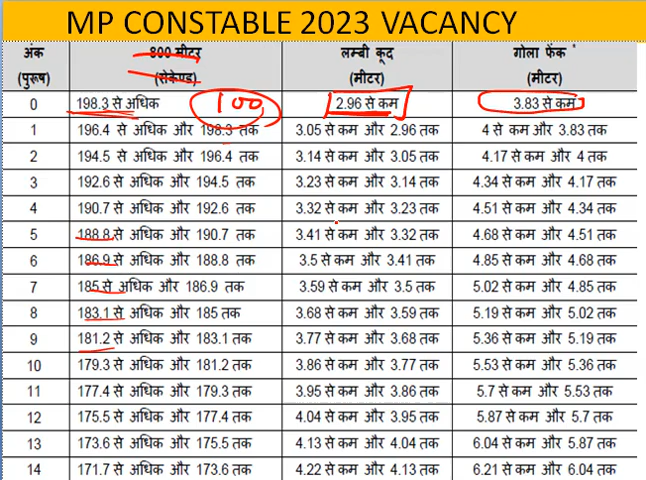 MP CONSTABLE 2023 VACANCY
अंक (पुरूष) 800 मीटर (सेकेण्ड) लम्बी कूद (मीटर) गोला फेंक * (मीटर)
0 198.3 से अधिक 100 2.96 से कम 3.83 से कम
1 196.4 से अधिक और 198.3 तक 3.05 से कम और 2.96 तक 4 से कम और 3.83 तक
2 194.5 से अधिक और 196.4 तक 3.14 से कम और 3.05 तक 4.17 से कम और 4 तक
3 192.6 से अधिक और 194.5 तक 3.23 से कम और 3.14 तक 4.34 से कम और 4.17 तक
4 190.7 से अधिक और 192.6 तक 3.32 से कम और 3.23 तक 4.51 से कम और 4.34 तक
5 188.8 से अधिक और 190.7 तक 3.41 से कम और 3.32 तक 4.68 से कम और 4.51 तक
6 186.9 से अधिक और 188.8 तक 3.5 से कम और 3.41 तक 4.85 से कम और 4.68 तक
7 185 से अधिक और 186.9 तक 3.59 से कम और 3.5 तक 5.02 से कम और 4.85 तक
8 183.1 से अधिक और 185 तक 3.68 से कम और 3.59 तक 5.19 से कम और 5.02 तक
9 181.2 से अधिक और 183.1 तक 3.77 से कम और 3.68 तक 5.36 से कम और 5.19 तक
10 179.3 से अधिक और 181.2 तक 3.86 से कम और 3.77 तक 5.53 से कम और 5.36 तक
11 177.4 से अधिक और 179.3 तक 3.95 से कम और 3.86 तक 5.7 से कम और 5.53 तक
12 175.5 से अधिक और 177.4 तक 4.04 से कम और 3.95 तक 5.87 से कम और 5.7 तक
13 173.6 से अधिक और 175.5 तक 4.13 से कम और 4.04 तक 6.04 से कम और 5.87 तक
14 171.7 से अधिक और 173.6 तक 4.22 से कम और 4.13 तक 6.21 से कम और 6.04 तक